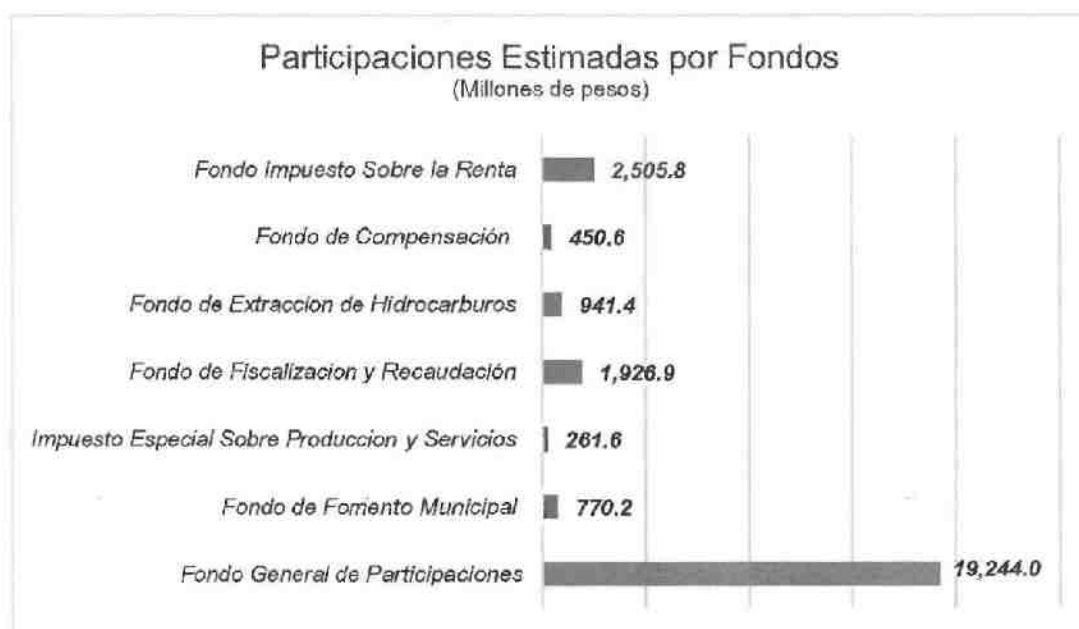 Participaciones Estimadas por Fondos
(Millones de pesos)
Fondo Impuesto Sobre la Renta 2,505.8
Fondo de Compensación 450.6
Fondo de Extraccion de Hidrocarburos 941.4
Fondo de Fiscalizacion y Recaudación 1,926.9
Impuesto Especial Sobre Produccion y Servicios 261.6
Fondo de Fomento Municipal 770.2
Fondo General de Participaciones 19,244.0